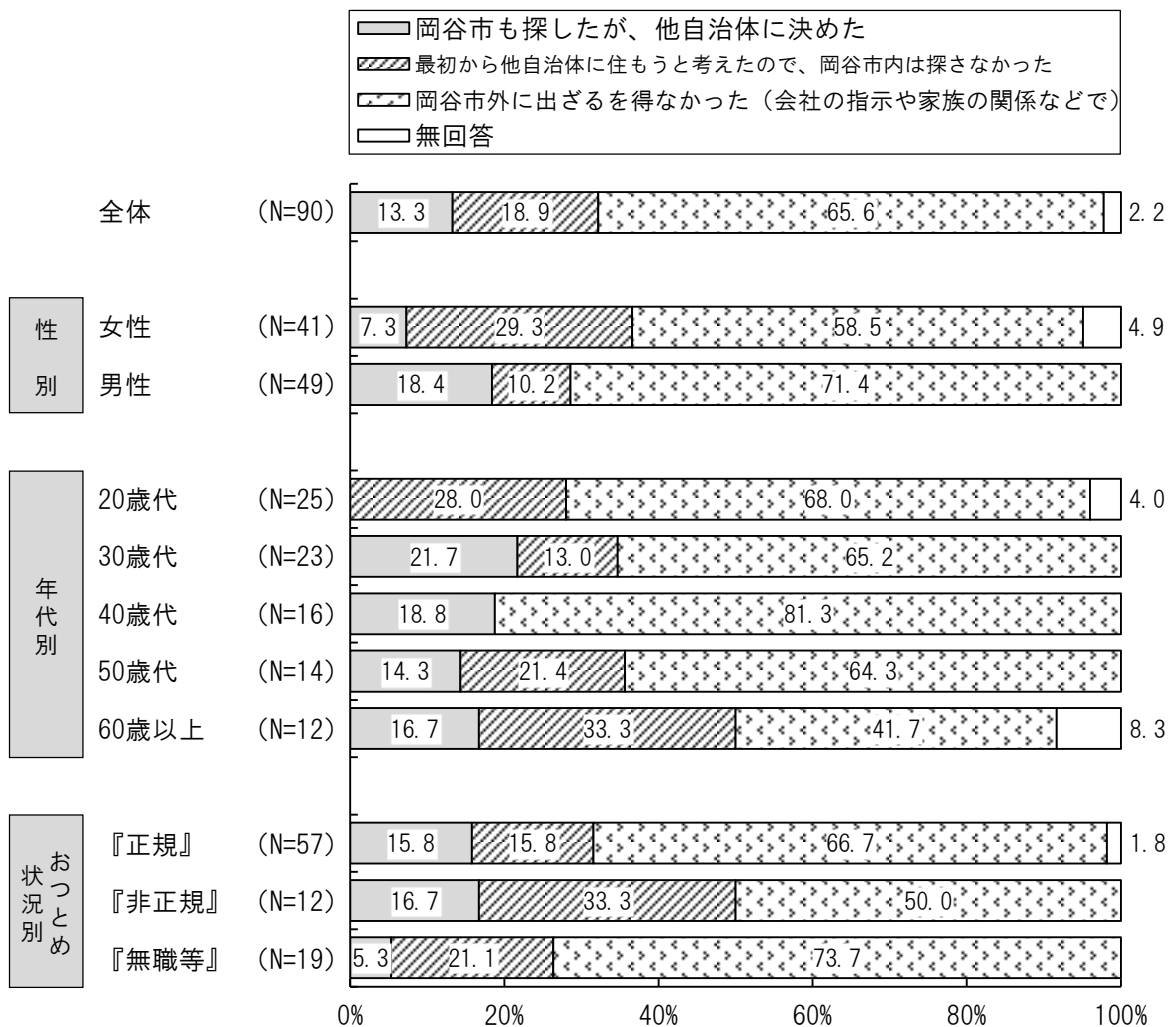 岡谷市も探したが、他自治体に決めた
最初から他自治体に住もうと考えたので、岡谷市内は探さなかった
岡谷市外に出ざるを得なかった（会社の指示や家族の関係などで）
無回答
全体 (N=90) 13.3 18.9 65.6 2.2
性別
女性 (N=41) 7.3 29.3 58.5 4.9
男性 (N=49) 18.4 10.2 71.4
年代別
20歳代 (N=25) 28.0 68.0 4.0
30歳代 (N=23) 21.7 13.0 65.2
40歳代 (N=16) 18.8 81.3
50歳代 (N=14) 14.3 21.4 64.3
60歳以上 (N=12) 16.7 33.3 41.7 8.3
おつとめ状況別
『正規』 (N=57) 15.8 15.8 66.7 1.8
『非正規』 (N=12) 16.7 33.3 50.0
『無職等』 (N=19) 5.3 21.1 73.7
0% 20% 40% 60% 80% 100%